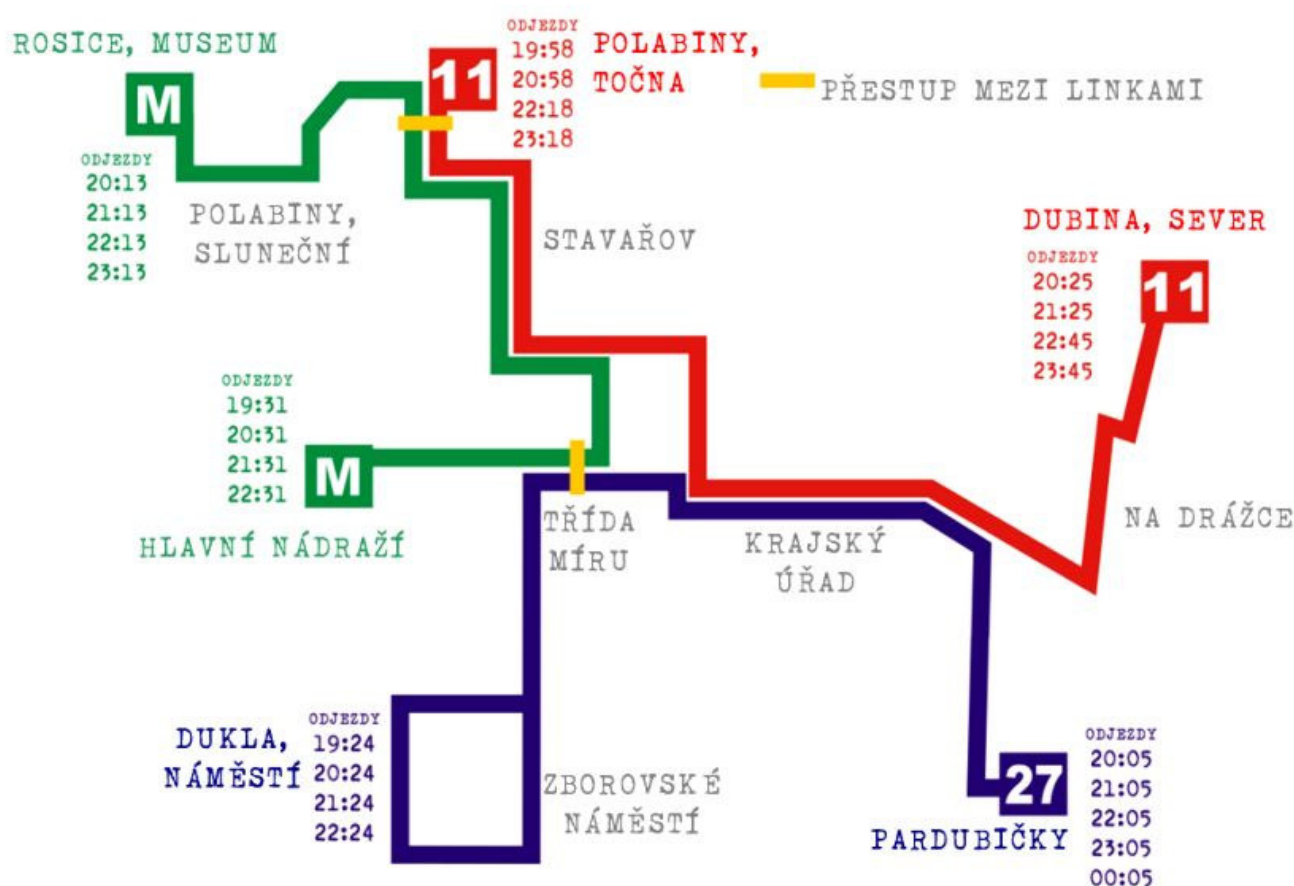 ROSICE, MUSEUM
M
ODJEZDY
20:13
21:13
22:13
23:13
POLABINY,
SLUNEČNÍ
11
ODJEZDY
19:58
20:58
22:18
23:18
POLABINY,
TOČNA
PŘESTUP MEZI LINKAMI
STAVAŘOV
DUBINA, SEVER
ODJEZDY
20:25
21:25
22:45
23:45
11
ODJEZDY
19:31
20:31
21:31
22:31
M
HLAVNÍ NÁDRAŽÍ
TŘÍDA
MÍRU
KRAJSKÝ
ÚŘAD
NA DRÁŽCE
DUKLA,
NÁMĚSTÍ
ODJEZDY
19:24
20:24
21:24
22:24
ZBOROVSKÉ
NÁMĚSTÍ
27
PARDUBIČKY
ODJEZDY
20:05
21:05
22:05
23:05
00:05